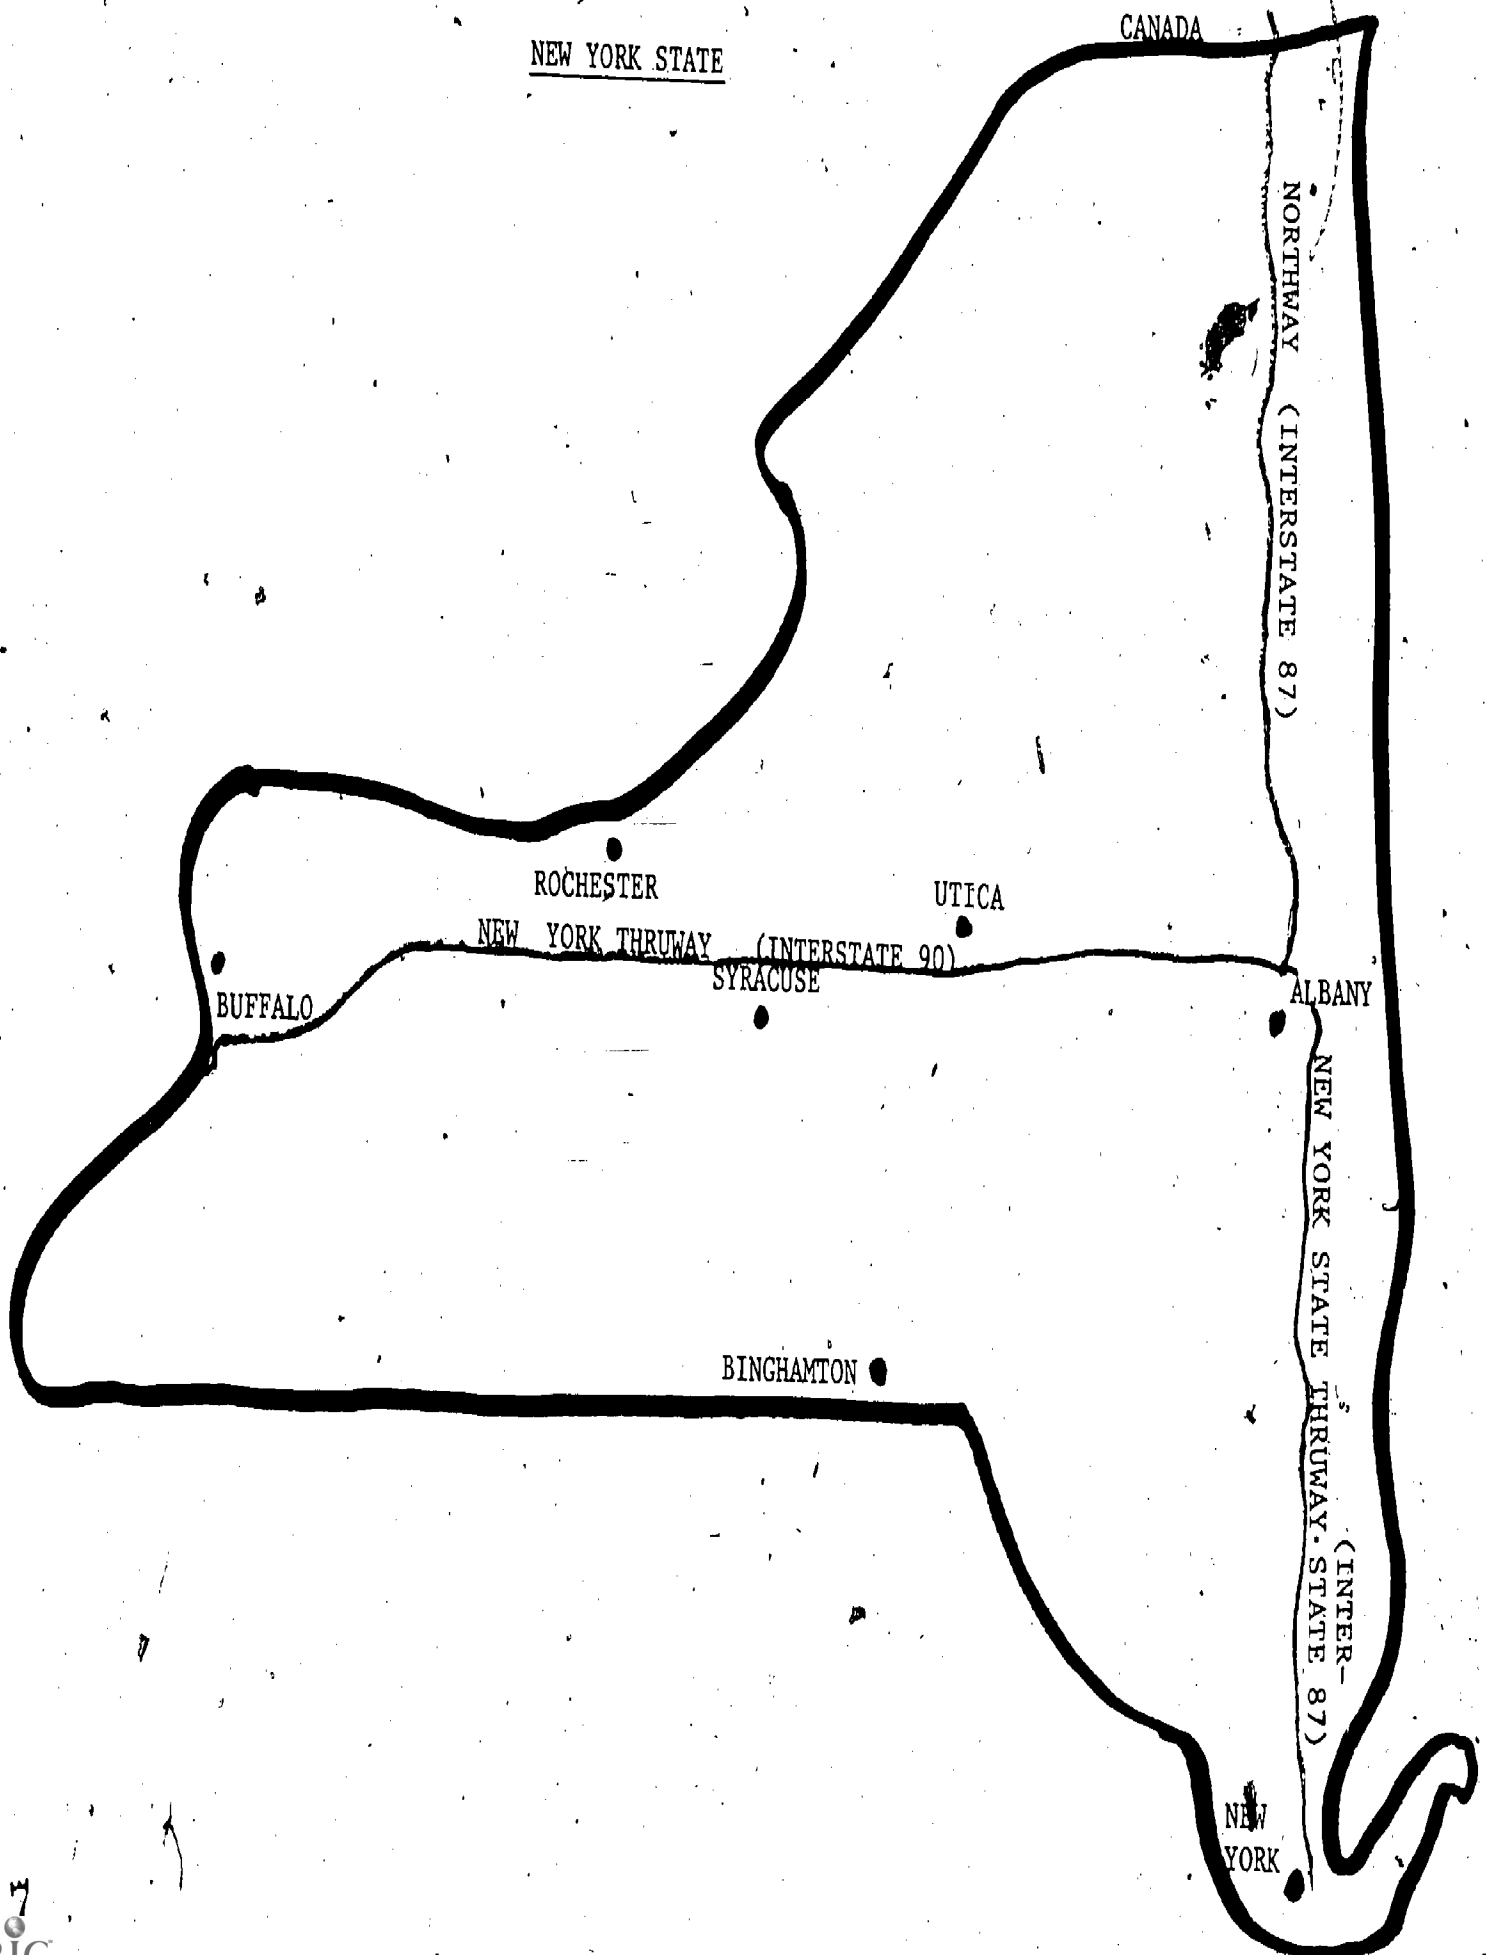 CANADA
NEW YORK STATE
NORTHWAY (INTERSTATE 87)
ROCHESTER
UTICA
NEW YORK THRUWAY (INTERSTATE 90)
SYRACUSE
BUFFALO
ALBANY
NEW YORK STATE THRUWAY
(INTER-
STATE 87)
BINGHAMTON
NEW
YORK
7